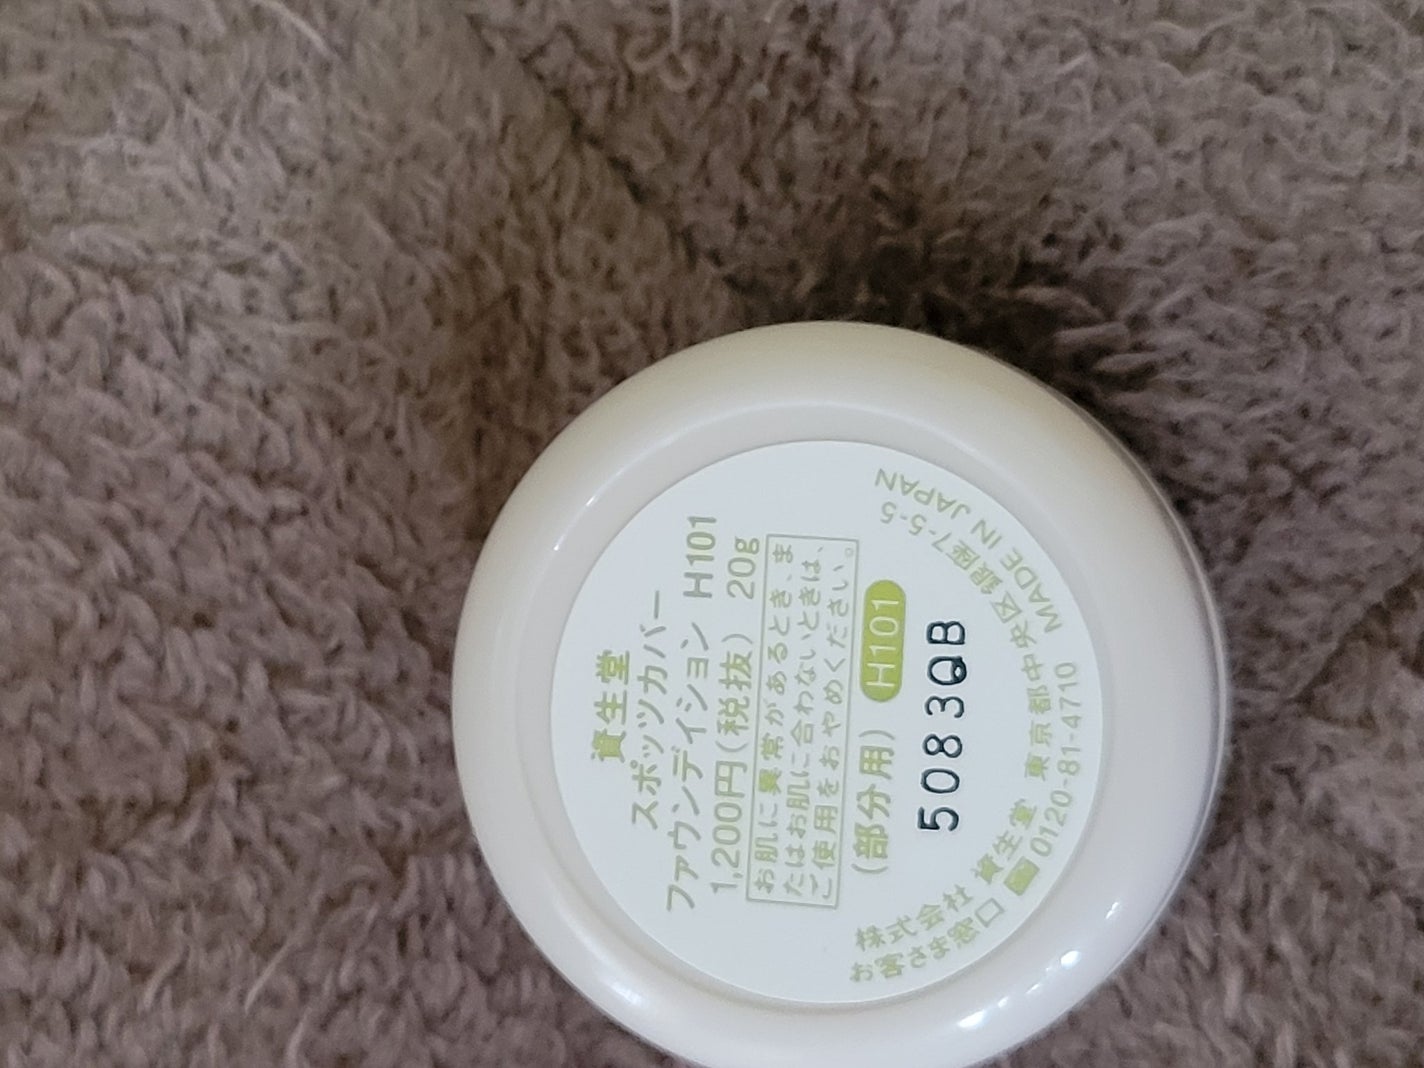 資生堂
スポッツカバー
ファウンデイション H101
1,200円(税抜) 20g
お肌に異常があるとき、ま
たはお肌に合わないときは、
ご使用をおやめください。
(部分用) H101
5083QB
株式会社 資生堂 東京都中央区銀座7-5-5
お客さま窓口 0120-81-4710 MADE IN JAPAN